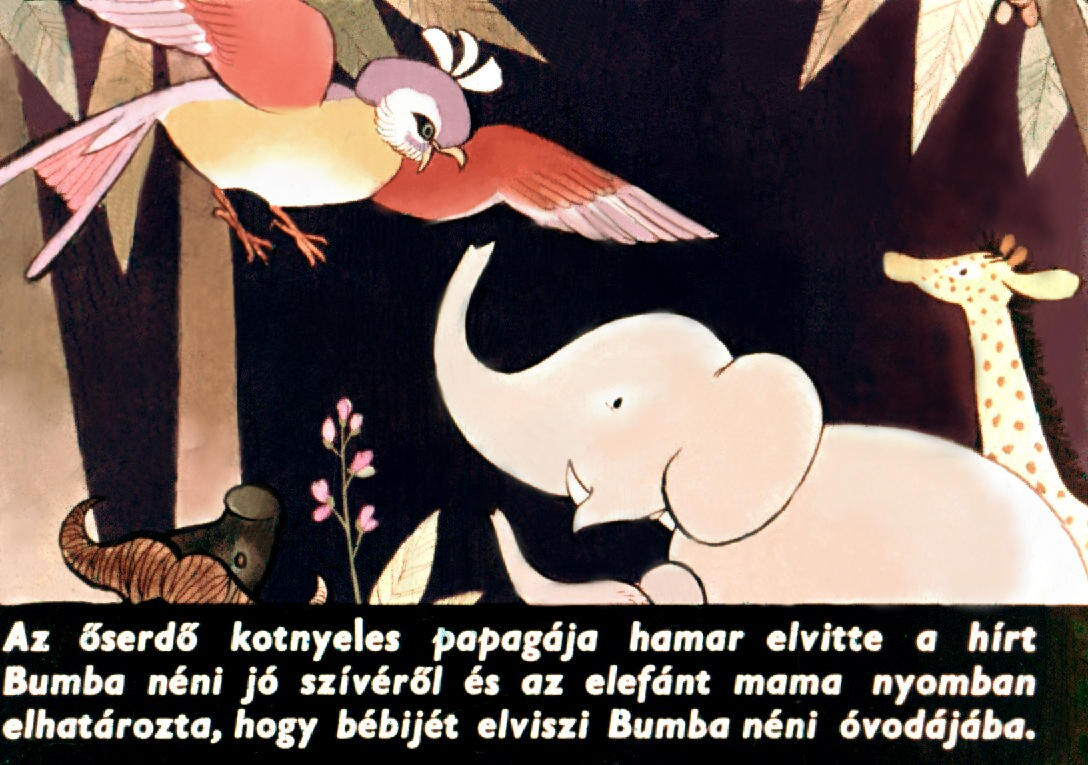 Az őserdő kotnyeles papagája hamar elvitte a hírt
Bumba néni jó szívéről és az elefánt mama nyomban
elhatározta, hogy bébijét elviszi Bumba néni óvodájába.